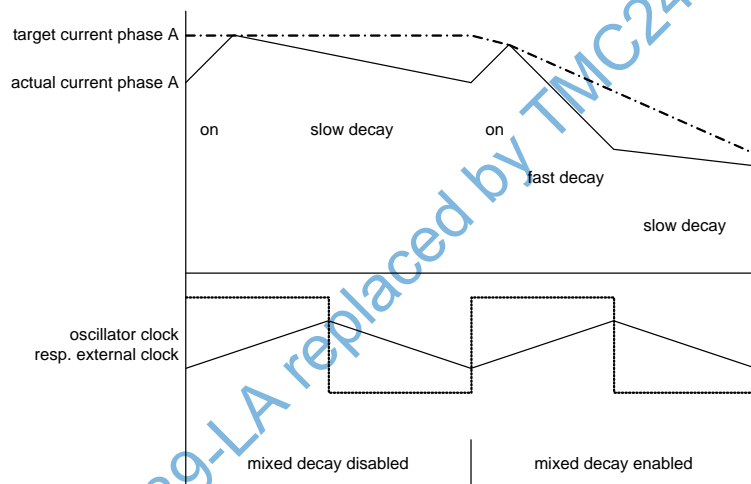 target current phase A
actual current phase A
on
slow decay
on
fast decay
slow decay
oscillator clock
resp. external clock
mixed decay disabled
mixed decay enabled
39-LA replaced by TMC24